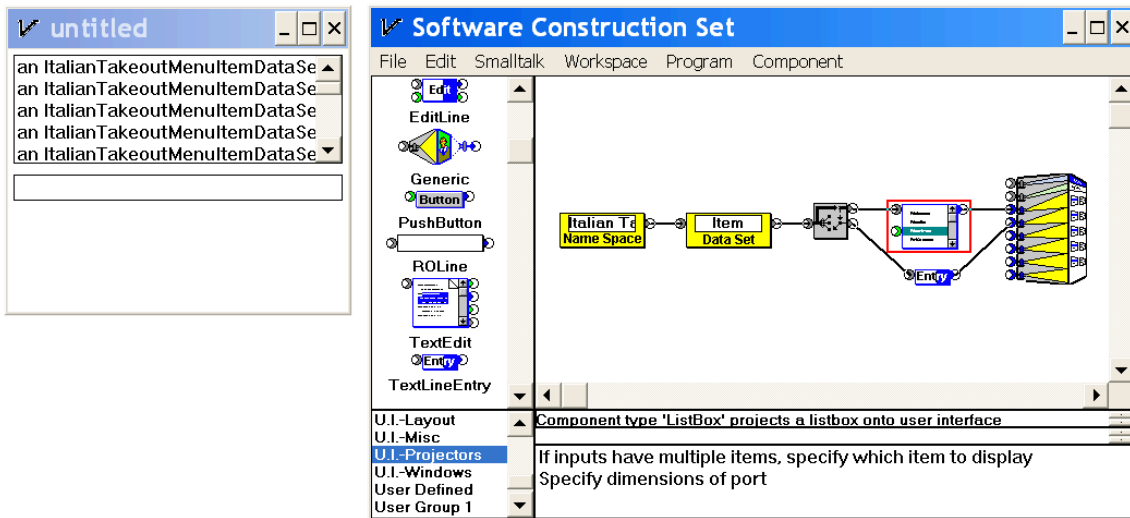 untitled
an ItalianTakeoutMenuItemDataSe
an ItalianTakeoutMenuItemDataSe
an ItalianTakeoutMenuItemDataSe
an ItalianTakeoutMenuItemDataSe
an ItalianTakeoutMenuItemDataSe
Software Construction Set
File Edit Smalltalk Workspace Program Component
Edit
EditLine
Generic
Button
PushButton
ROLine
TextEdit
Entry
TextLineEntry
Italian Ta
Name Space
Item
Data Set
Entry
U.I.-Layout
U.I.-Misc
U.I.-Projectors
U.I.-Windows
User Defined
User Group 1
Component type 'ListBox' projects a listbox onto user interface
If inputs have multiple items, specify which item to display
Specify dimensions of port